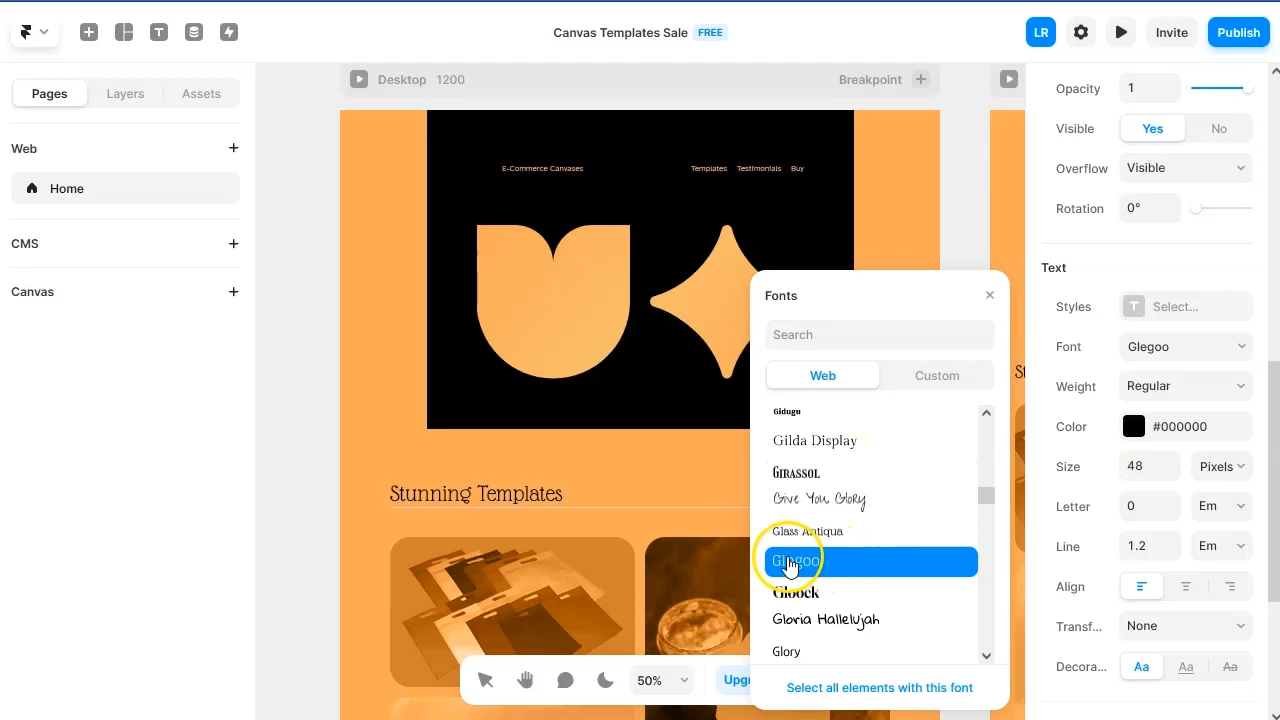 Canvas Templates Sale FREE
LR
Invite
Publish
Pages
Layers
Assets
Web
Home
CMS
Canvas
Desktop 1200
Breakpoint
E-Commerce Canvases
Templates
Testimonials
Buy
Stunning Templates
50%
Fonts
Search
Web
Custom
Gidugu
Gilda Display
Girassol
Give You Glory
Glass Antiqua
Glegoo
Gloock
Gloria Hallelujah
Glory
Select all elements with this font
Opacity 1
Visible Yes No
Overflow Visible
Rotation 0°
Text
Styles T Select...
Font Glegoo
Weight Regular
Color #000000
Size 48 Pixels
Letter 0 Em
Line 1.2 Em
Align
Transf... None
Decora... Aa Aa Aa